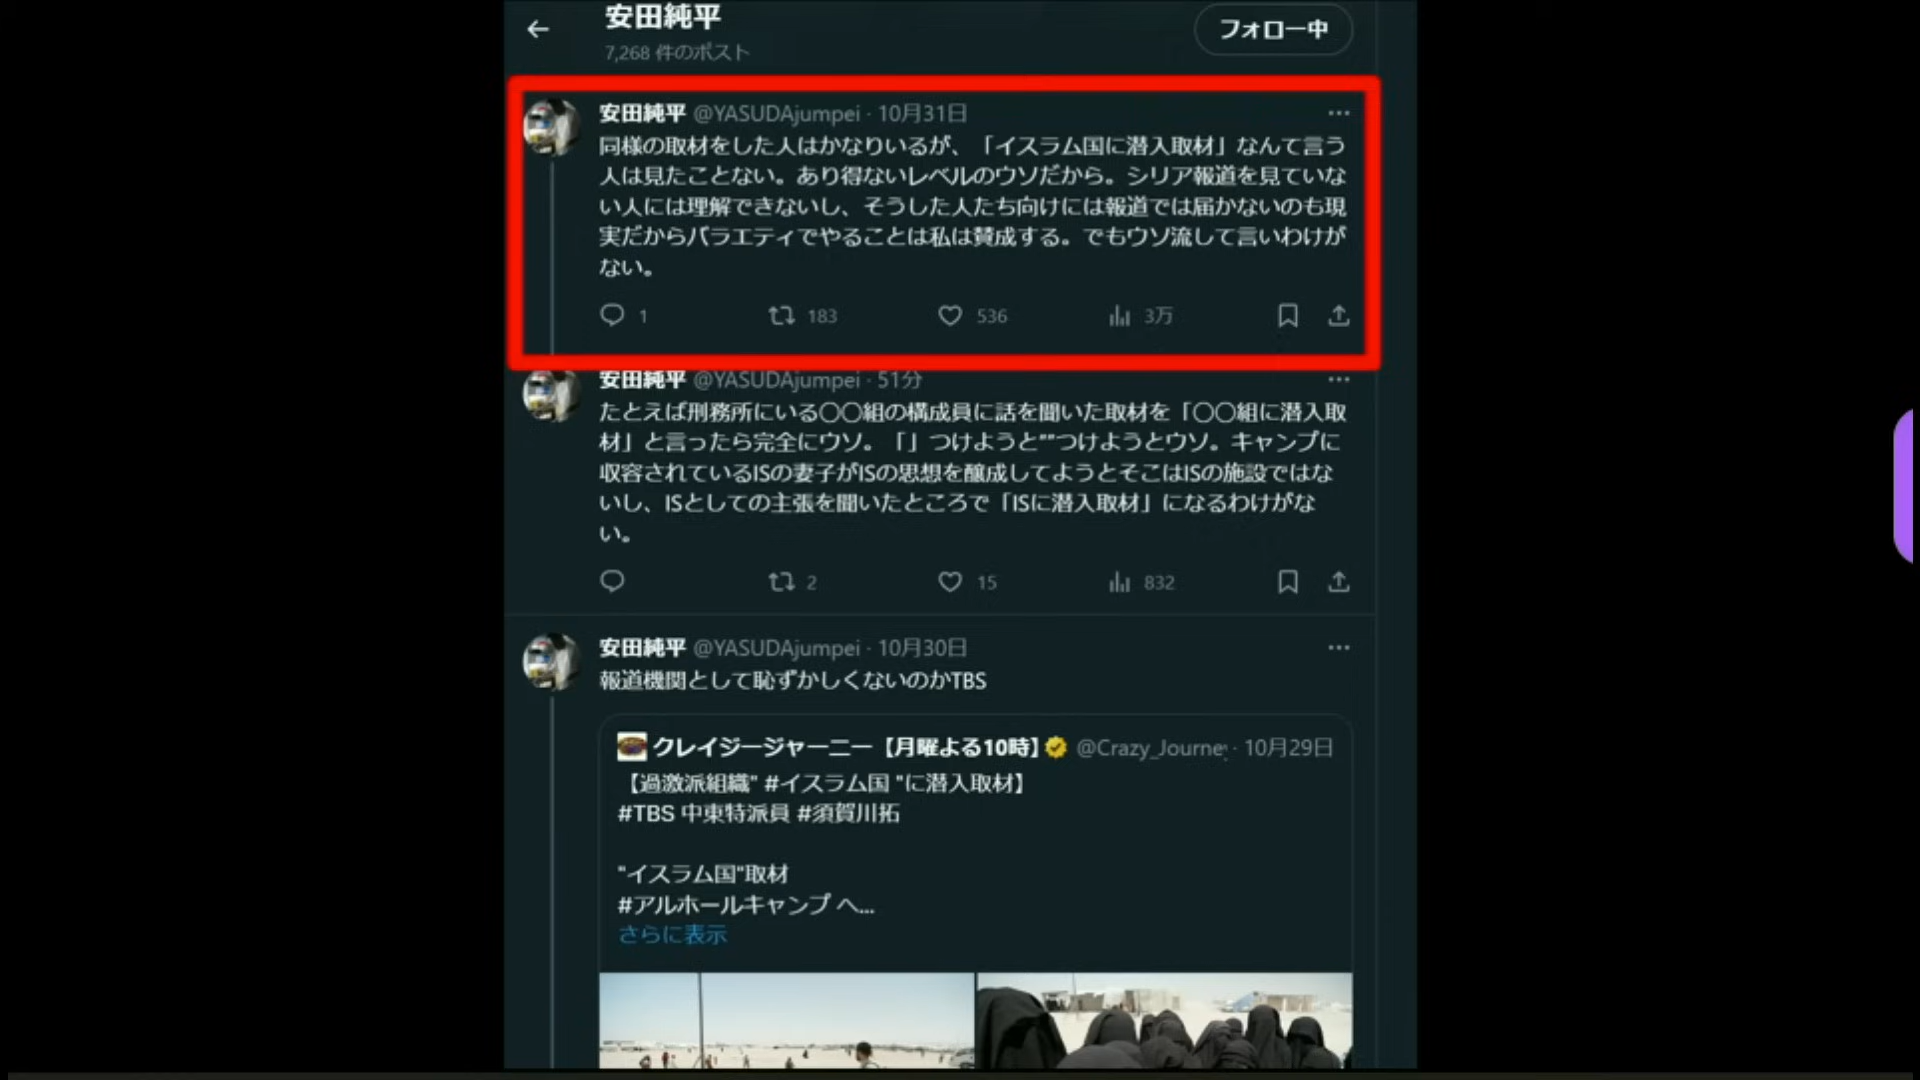 安田純平
7,268 件のポスト
フォロー中
安田純平 @YASUDAjumpei · 10月31日
同様の取材をした人はかなりいるが、「イスラム国に潜入取材」なんて言う
人は見たことない。あり得ないレベルのウソだから。シリア報道を見ていな
い人には理解できないし、そうした人たち向けには報道では届かないのも現
実だからバラエティでやることは私は賛成する。でもウソ流して言いわけが
ない。
1 183 536 3万
安田純平 @YASUDAjumpei · 51分
たとえば刑務所にいる〇〇組の構成員に話を聞いた取材を「〇〇組に潜入取
材」と言ったら完全にウソ。「」つけようと""つけようとウソ。キャンプに
収容されているISの妻子がISの思想を醸成してようとそこはISの施設ではな
いし、ISとしての主張を聞いたところで「ISに潜入取材」になるわけがな
い。
2 15 832
安田純平 @YASUDAjumpei · 10月30日
報道機関として恥ずかしくないのかTBS
クレイジージャーニー【月曜よる10時】 @Crazy_Journe · 10月29日
【過激派組織" #イスラム国 "に潜入取材】
#TBS 中東特派員 #須賀川拓
"イスラム国"取材
#アルホールキャンプ へ...
さらに表示